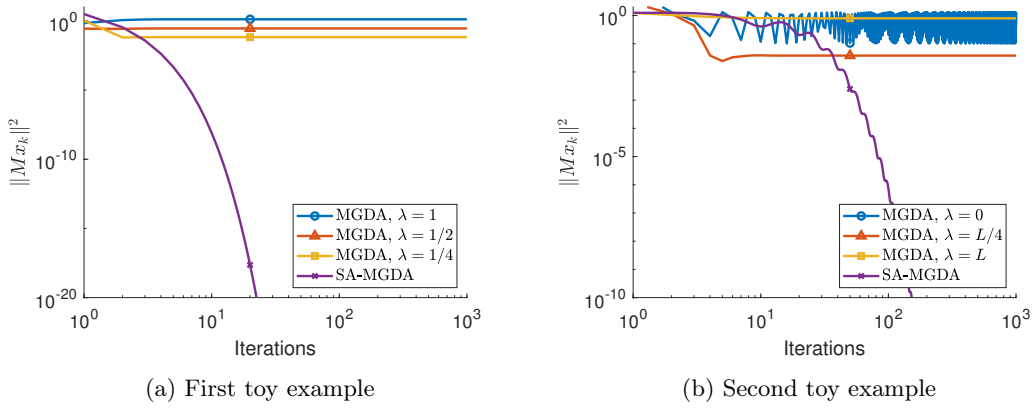 10^0
10^{-10}
10^{-20}
||Mx_k||^2
10^0 10^1 10^2 10^3
Iterations
MGDA, λ = 1
MGDA, λ = 1/2
MGDA, λ = 1/4
SA-MGDA
(a) First toy example
10^0
10^{-5}
10^{-10}
||Mx_k||^2
10^0 10^1 10^2 10^3
Iterations
MGDA, λ = 0
MGDA, λ = L/4
MGDA, λ = L
SA-MGDA
(b) Second toy example